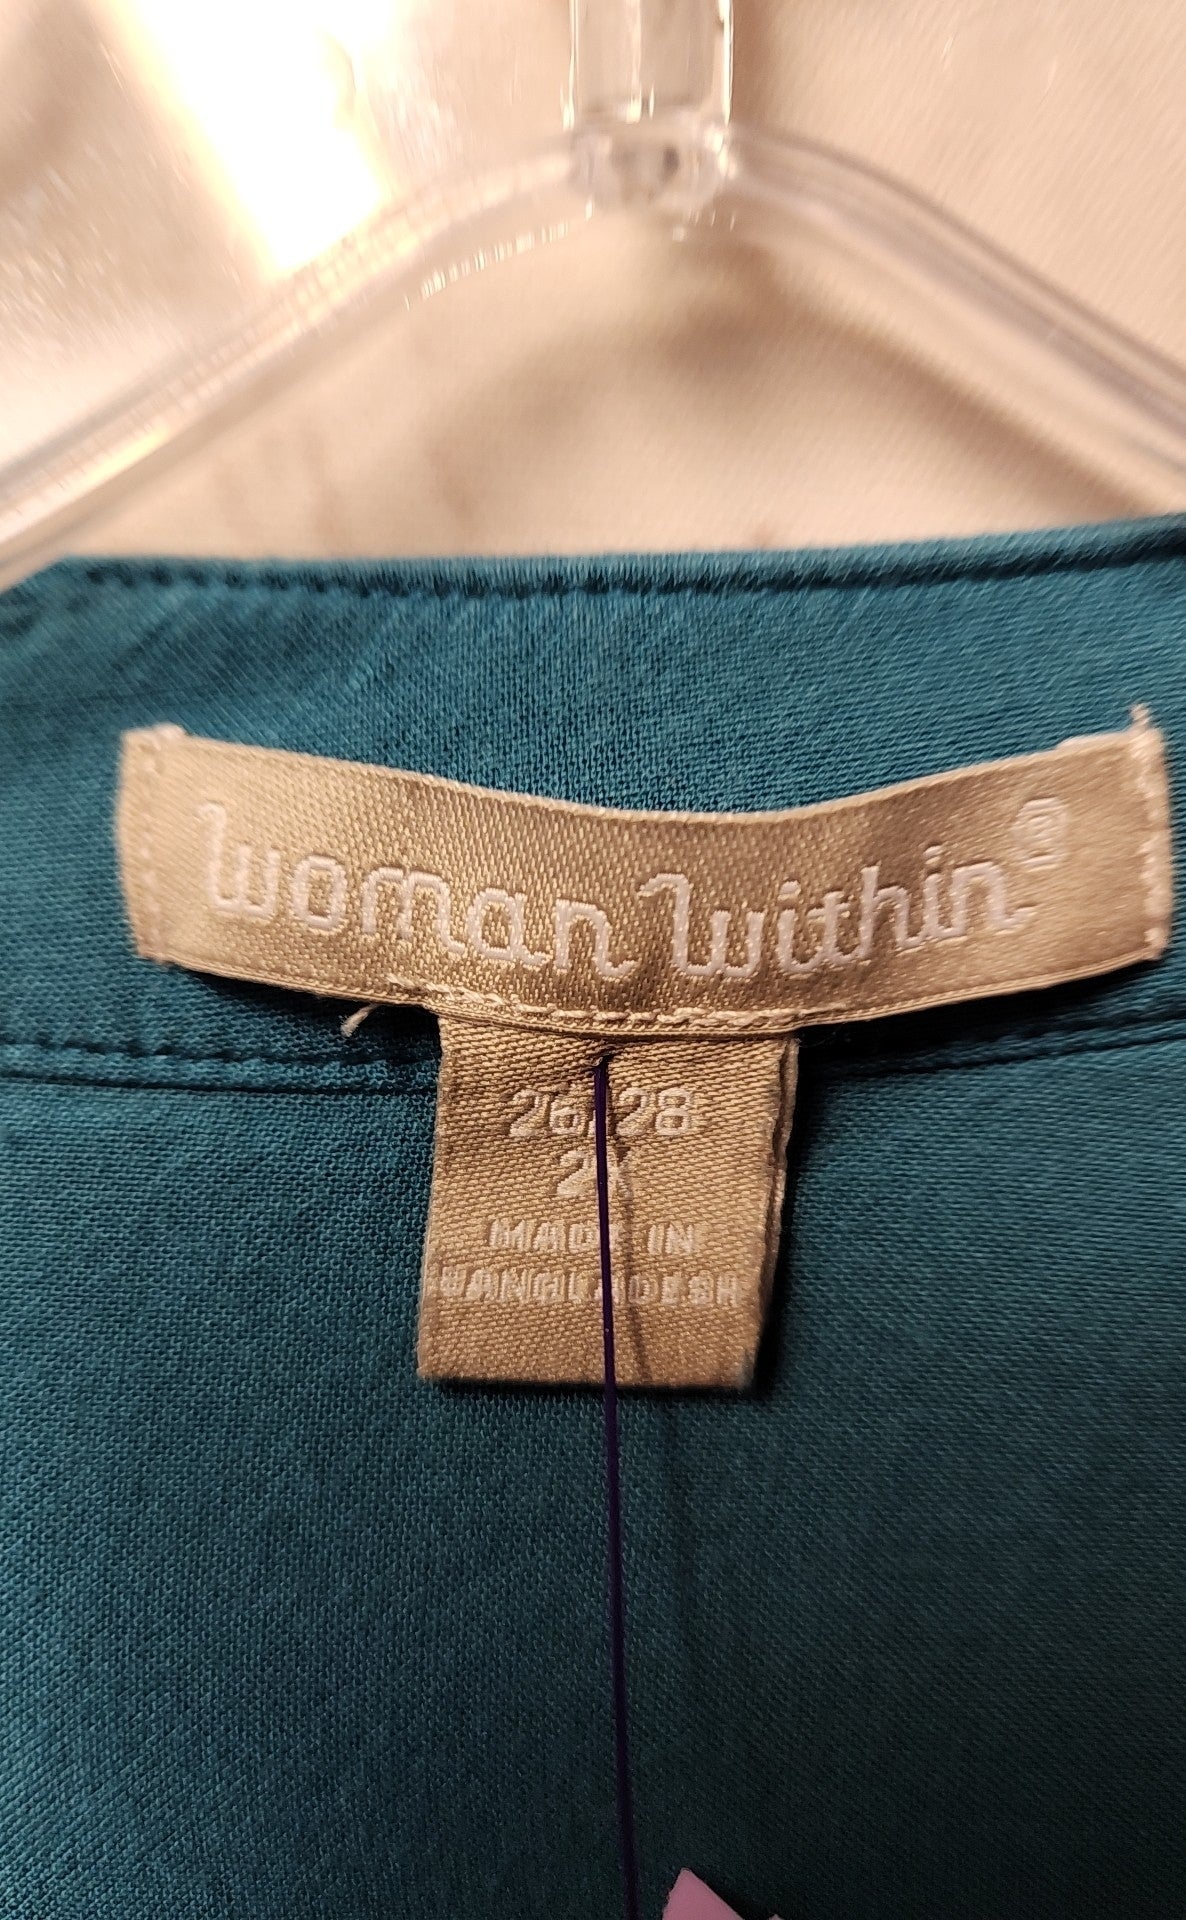 woman within®
26/28
2X
MADE IN
BANGLADESH